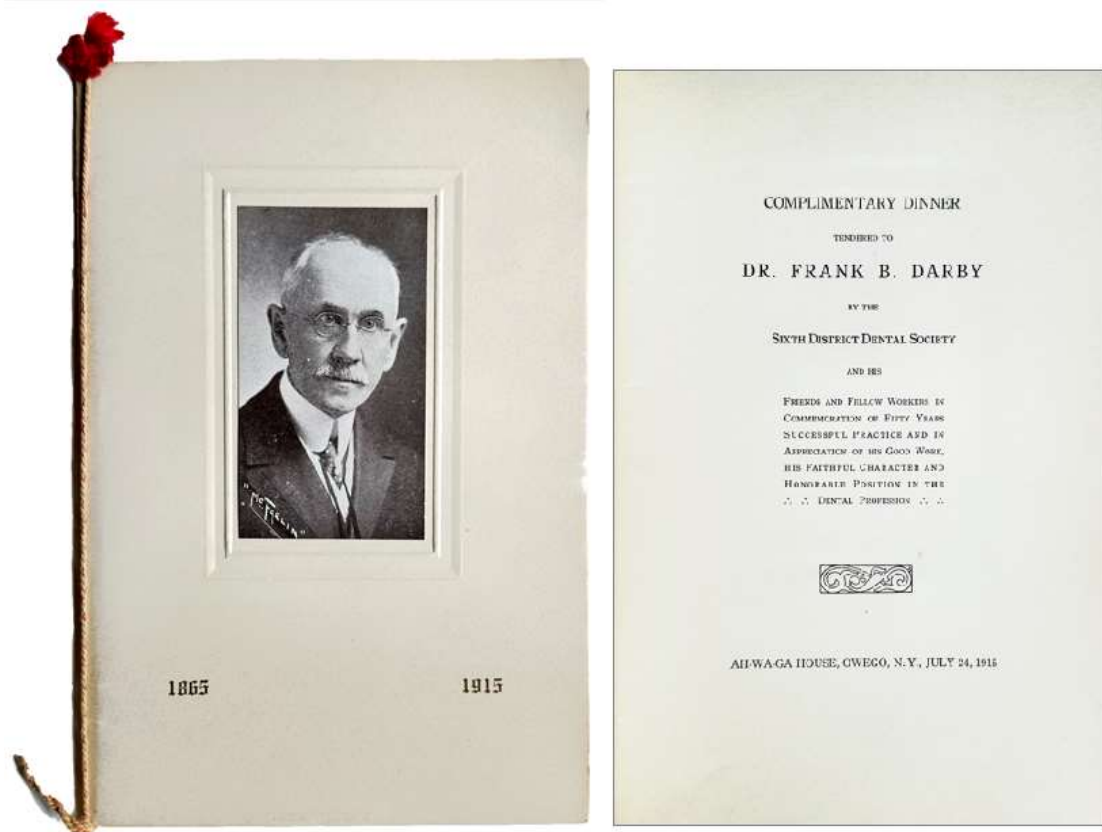 "McFarlin"
1865 1915
COMPLIMENTARY DINNER
TENDERED TO
DR. FRANK B. DARBY
BY THE
SIXTH DISTRICT DENTAL SOCIETY
AND HIS
FRIENDS AND FELLOW WORKERS IN
COMMEMORATION OF FIFTY YEARS
SUCCESSFUL PRACTICE AND IN
APPRECIATION OF HIS GOOD WORK,
HIS FAITHFUL CHARACTER AND
HONORABLE POSITION IN THE
∴ ∴ DENTAL PROFESSION ∴ ∴
AH-WA-GA HOUSE, OWEGO, N. Y., JULY 24, 1915